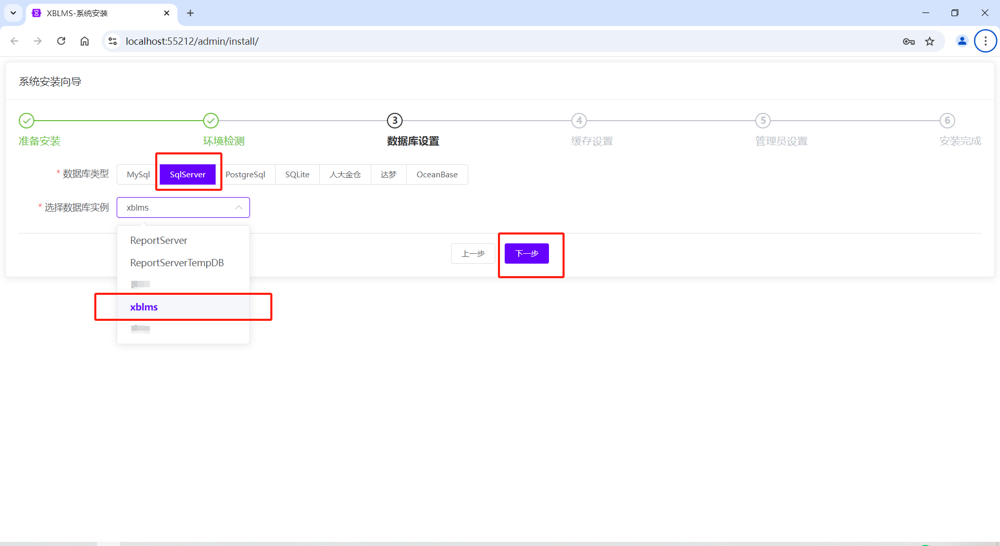 XBLMS-系统安装
localhost:55212/admin/install/
系统安装向导
3 4 5 6
准备安装 环境检测 数据库设置 缓存设置 管理员设置 安装完成
* 数据库类型 MySql SqlServer PostgreSql SQLite 人大金仓 达梦 OceanBase
* 选择数据库实例 xblms
ReportServer
上一步 下一步
ReportServerTempDB
xblms